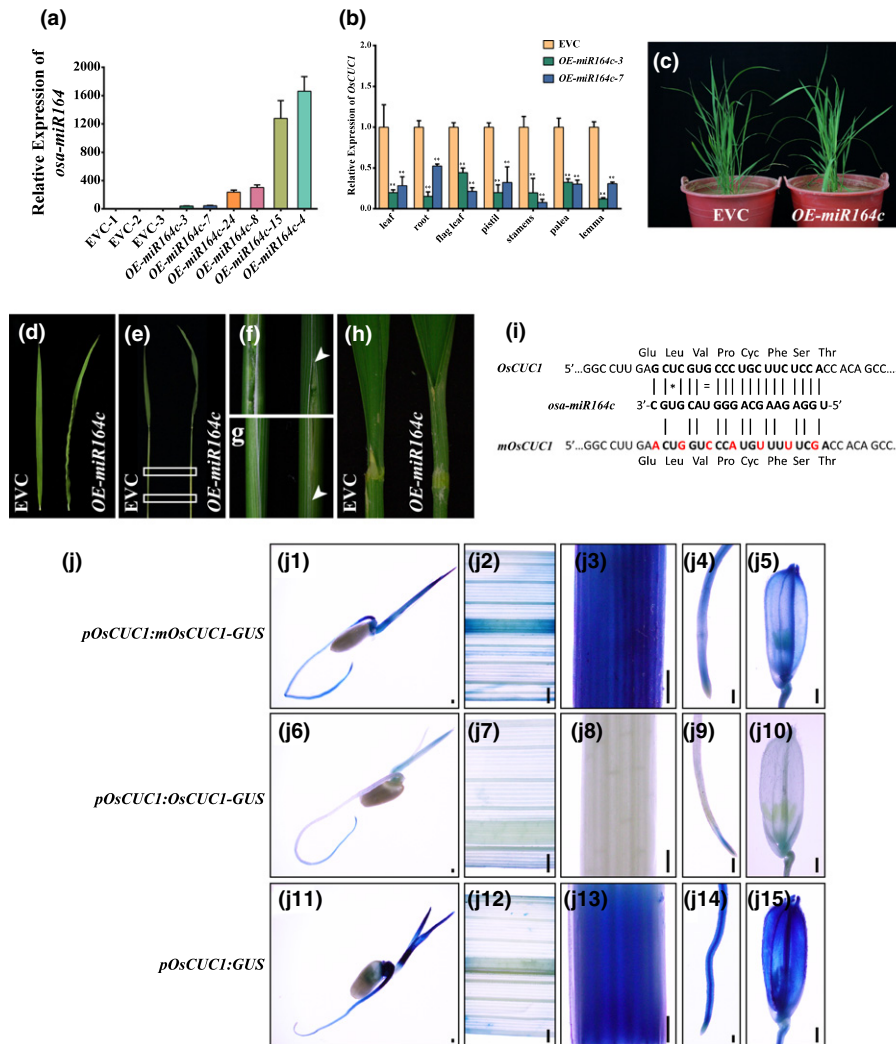 (a)
Relative Expression of
osa-miR164
2000
1600
1200
800
400
200
0
EVC-1
EVC-2
EVC-3
OE-miR164c-3
OE-miR164c-7
OE-miR164c-24
OE-miR164c-8
OE-miR164c-15
OE-miR164c-4
(b)
Relative Expression of OsCUC1
2.0
1.5
1.0
0.5
0.0
EVC
OE-miR164c-3
OE-miR164c-7
** ** ** ** ** ** ** ** ** ** ** ** ** **
leaf
root
flag leaf
pistil
stamens
palea
lemma
(c)
EVC
OE-miR164c
(d)
EVC
OE-miR164c
(e)
EVC
OE-miR164c
(f)
g
(h)
EVC
OE-miR164c
(i)
Glu Leu Val Pro Cyc Phe Ser Thr
OsCUC1 5'...GGC CUU GAG CUC GUG CCC UGC UUC UCC ACC ACA GCC...
| | * | | | = | | | | | | | | | | | |
osa-miR164c 3'-C GUG CAU GGG ACG AAG AGG U-5'
mOsCUC1 5'...GGC CUU GAA CUG GUC CCA UGU UUU UCG ACC ACA GCC...
Glu Leu Val Pro Cyc Phe Ser Thr
(j)
pOsCUC1:mOsCUC1-GUS
(j1)
(j2)
(j3)
(j4)
(j5)
pOsCUC1:OsCUC1-GUS
(j6)
(j7)
(j8)
(j9)
(j10)
pOsCUC1:GUS
(j11)
(j12)
(j13)
(j14)
(j15)